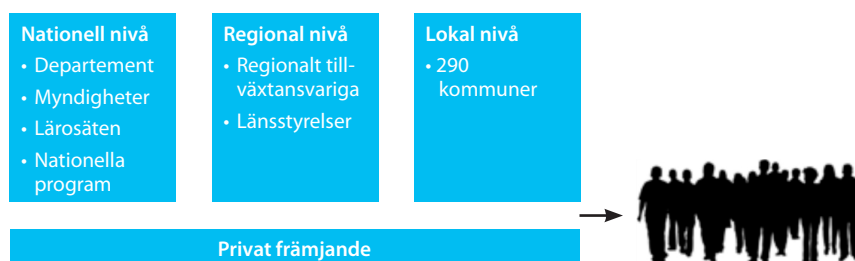 Nationell nivå
• Departement
• Myndigheter
• Lärosäten
• Nationella
program
Regional nivå
• Regionalt till-
växtansvariga
• Länsstyrelser
Lokal nivå
• 290
kommuner
Privat främjande